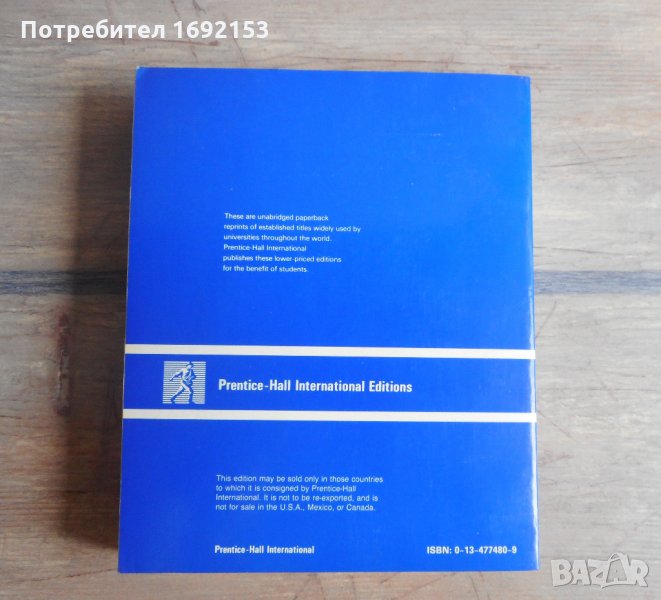 Потребител 1692153
These are unabridged paperback
reprints of established titles widely used by
universities throughout the world.
Prentice-Hall International
publishes these lower-priced editions
for the benefit of students.
Prentice-Hall International Editions
This edition may be sold only in those countries
to which it is consigned by Prentice-Hall
International. It is not to be re-exported, and is
not for sale in the U.S.A., Mexico, or Canada.
Prentice-Hall International
ISBN: 0-13-477480-9
BAZAR